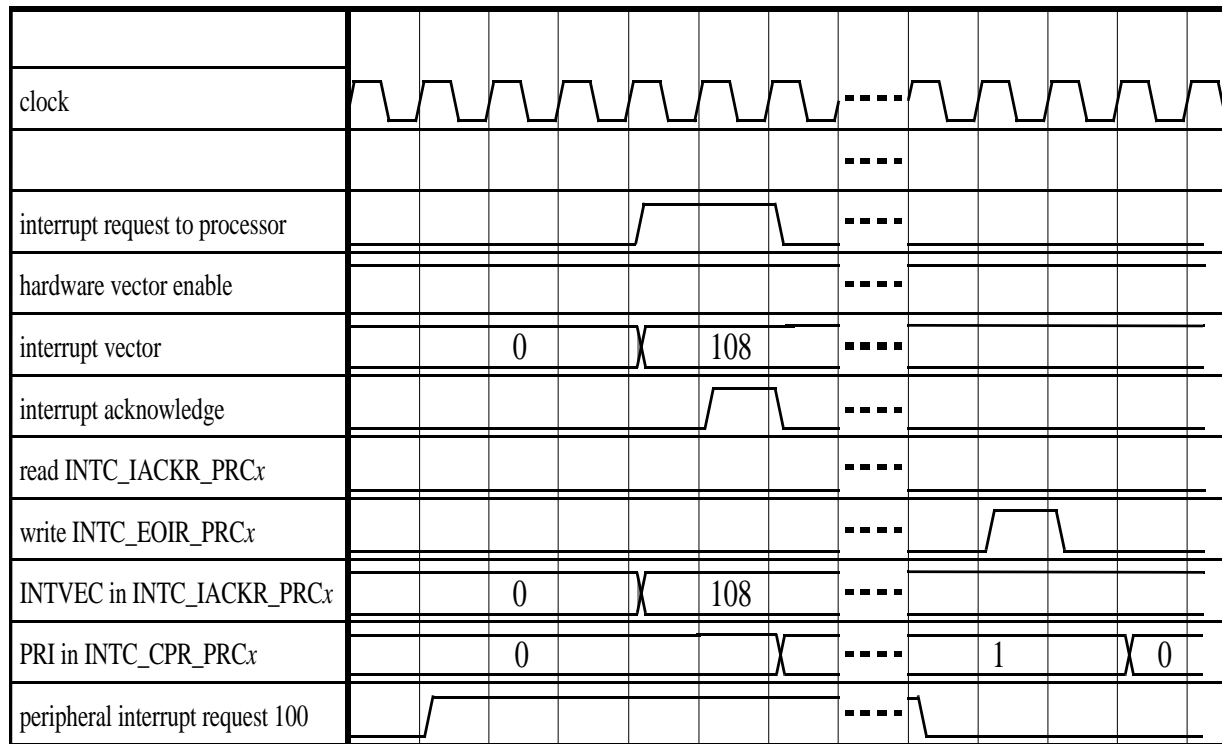 clock
interrupt request to processor
hardware vector enable
interrupt vector 0 108
interrupt acknowledge
read INTC_IACKR_PRCx
write INTC_EOIR_PRCx
INTVEC in INTC_IACKR_PRCx 0 108
PRI in INTC_CPR_PRCx 0 1 0
peripheral interrupt request 100